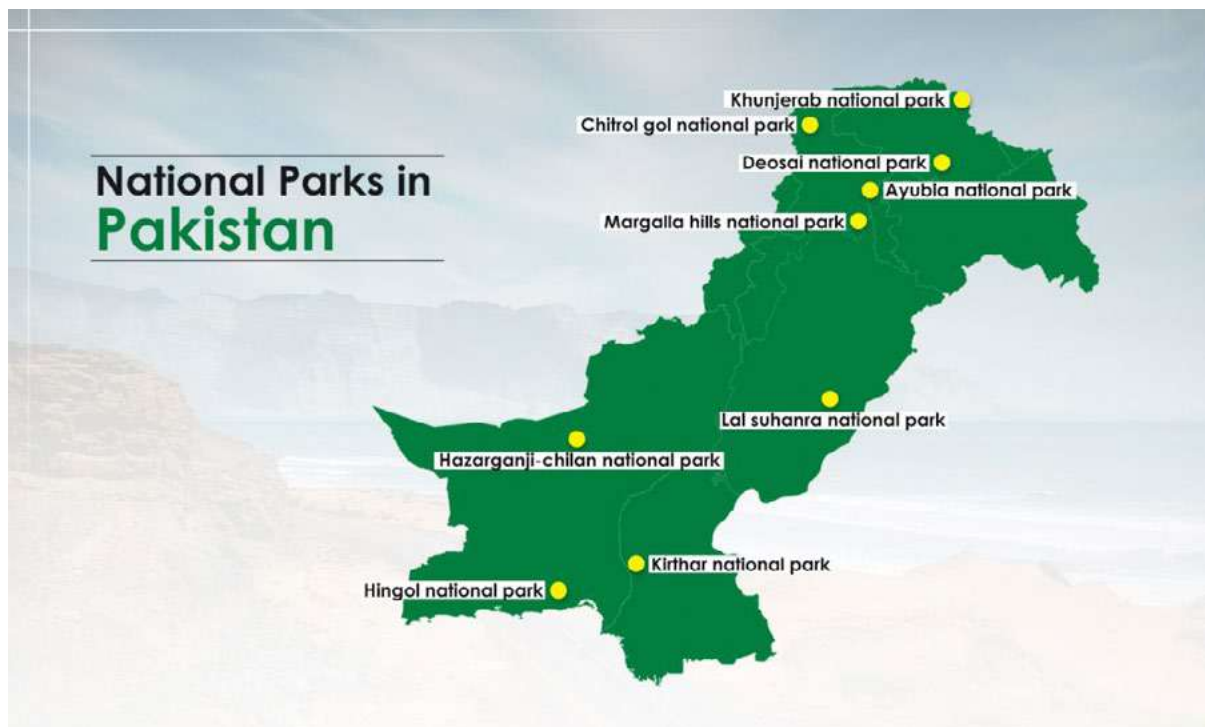 National Parks in
Pakistan
Khunjerab national park
Chitrol gol national park
Deosai national park
Ayubia national park
Margalla hills national park
Lal suhanra national park
Hazarganji-chilan national park
Kirthar national park
Hingol national park